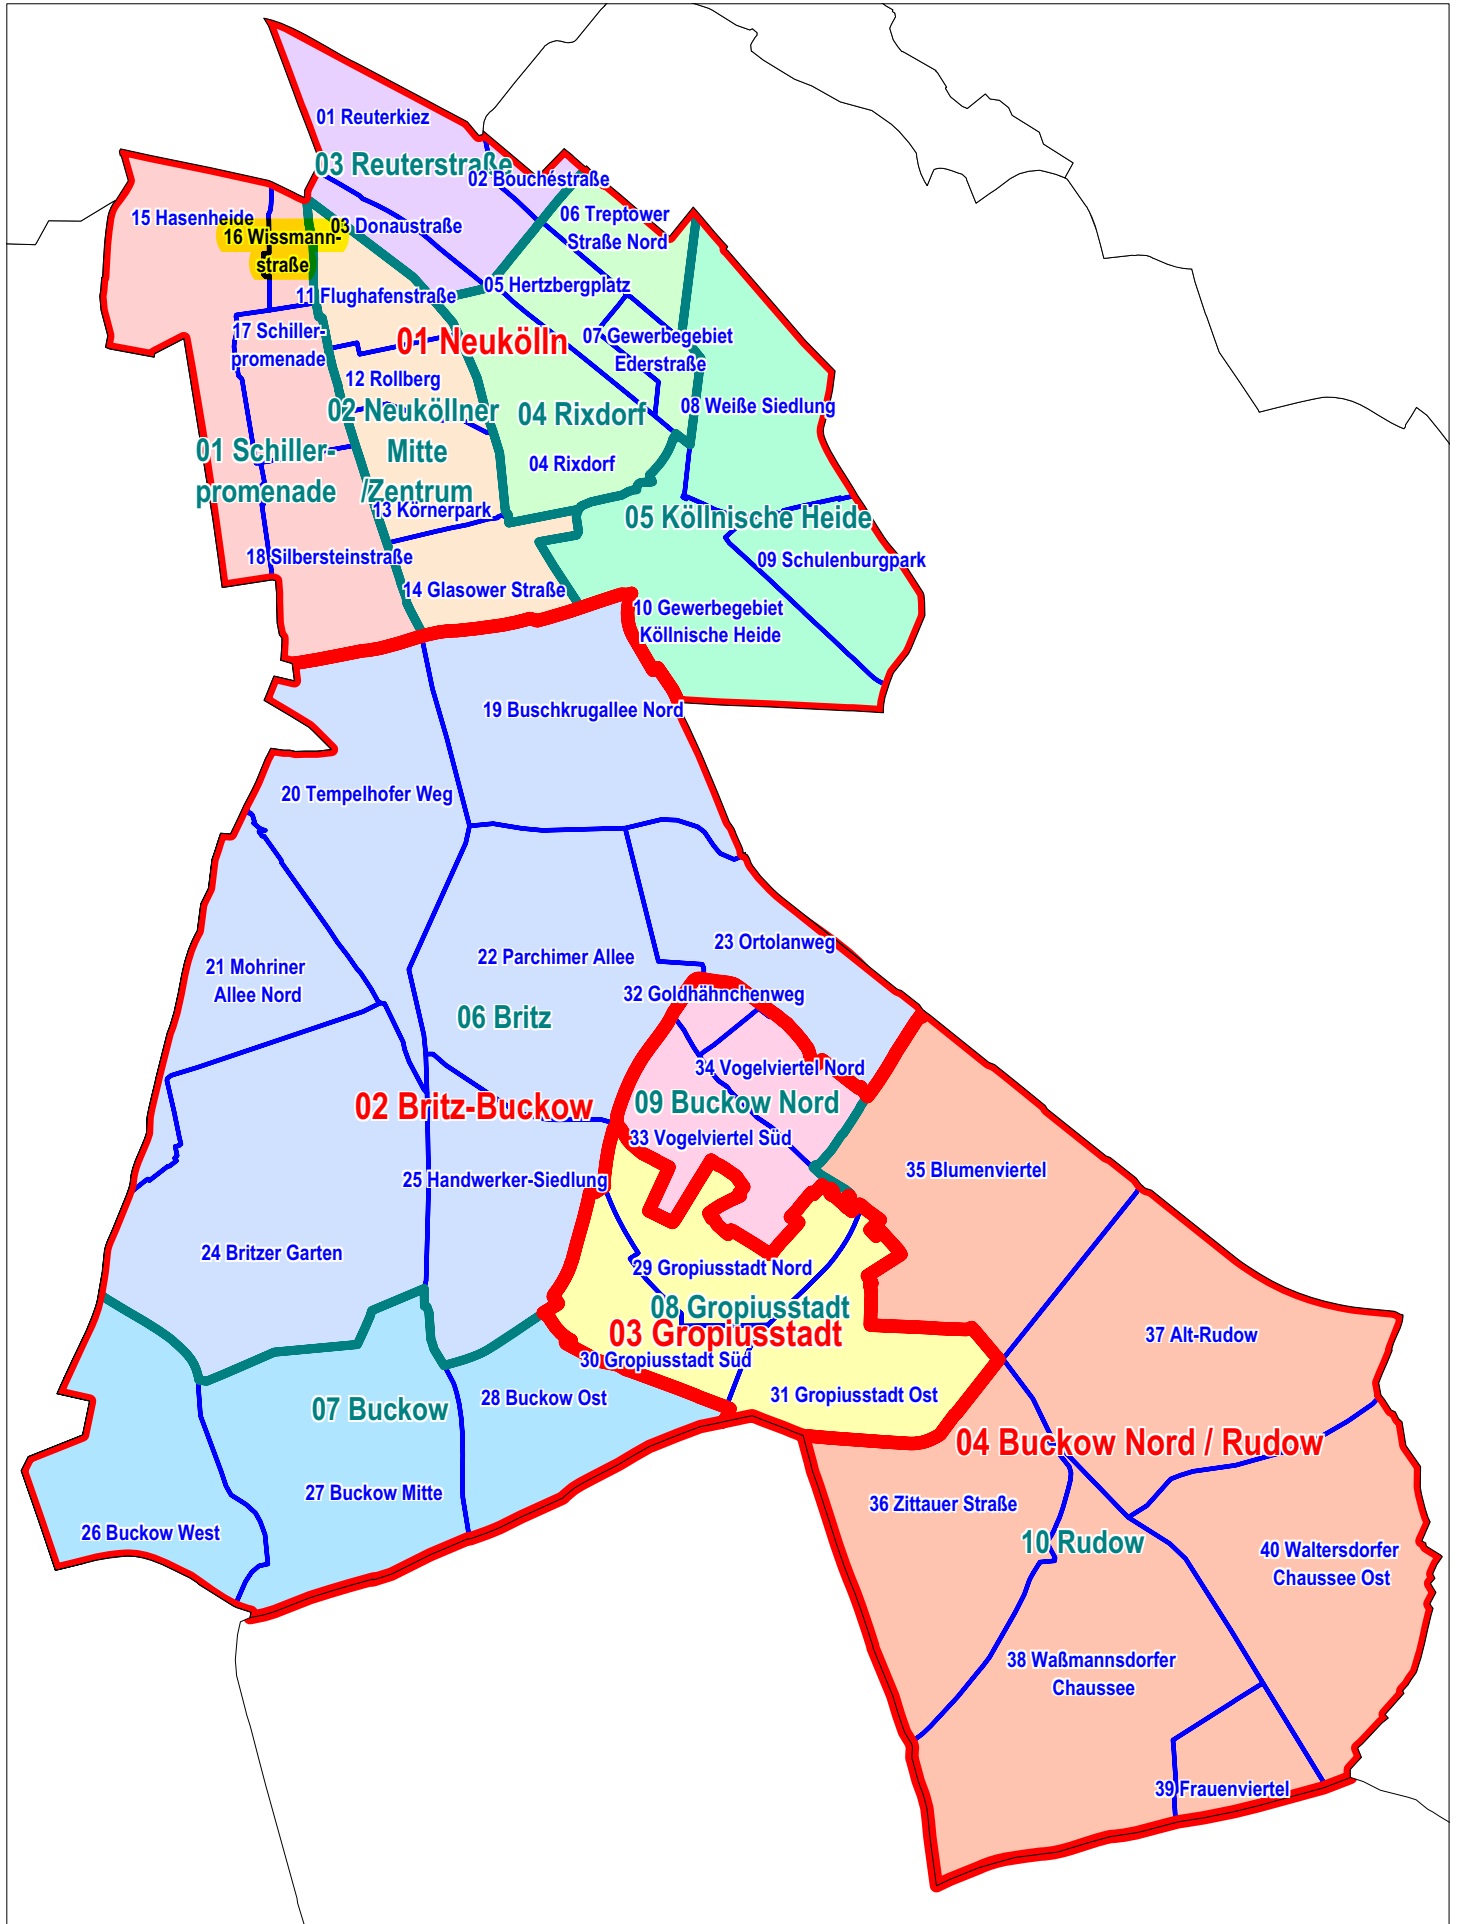 01 Reuterkiez
03 Reuterstraße
02 Bouchéstraße
15 Hasenheide
16 Wissmann-
straße
03 Donaustraße
06 Treptower
Straße Nord
05 Hertzbergplatz
11 Flughafenstraße
17 Schiller-
promenade
01 Neukölln
07 Gewerbegebiet
Ederstraße
12 Rollberg
08 Weiße Siedlung
02 Neuköllner
Mitte
/Zentrum
04 Rixdorf
01 Schiller-
promenade
04 Rixdorf
13 Körnerpark
05 Köllnische Heide
18 Silbersteinstraße
09 Schulenburgpark
14 Glasower Straße
10 Gewerbegebiet
Köllnische Heide
19 Buschkrugallee Nord
20 Tempelhofer Weg
21 Mohriner
Allee Nord
22 Parchimer Allee
23 Ortolanweg
32 Goldhähnchenweg
06 Britz
34 Vogelviertel Nord
02 Britz-Buckow
09 Buckow Nord
33 Vogelviertel Süd
25 Handwerker-Siedlung
35 Blumenviertel
24 Britzer Garten
29 Gropiusstadt Nord
08 Gropiusstadt
03 Gropiusstadt
30 Gropiusstadt Süd
37 Alt-Rudow
07 Buckow
28 Buckow Ost
31 Gropiusstadt Ost
04 Buckow Nord / Rudow
27 Buckow Mitte
36 Zittauer Straße
26 Buckow West
10 Rudow
40 Waltersdorfer
Chaussee Ost
38 Waßmannsdorfer
Chaussee
39 Frauenviertel